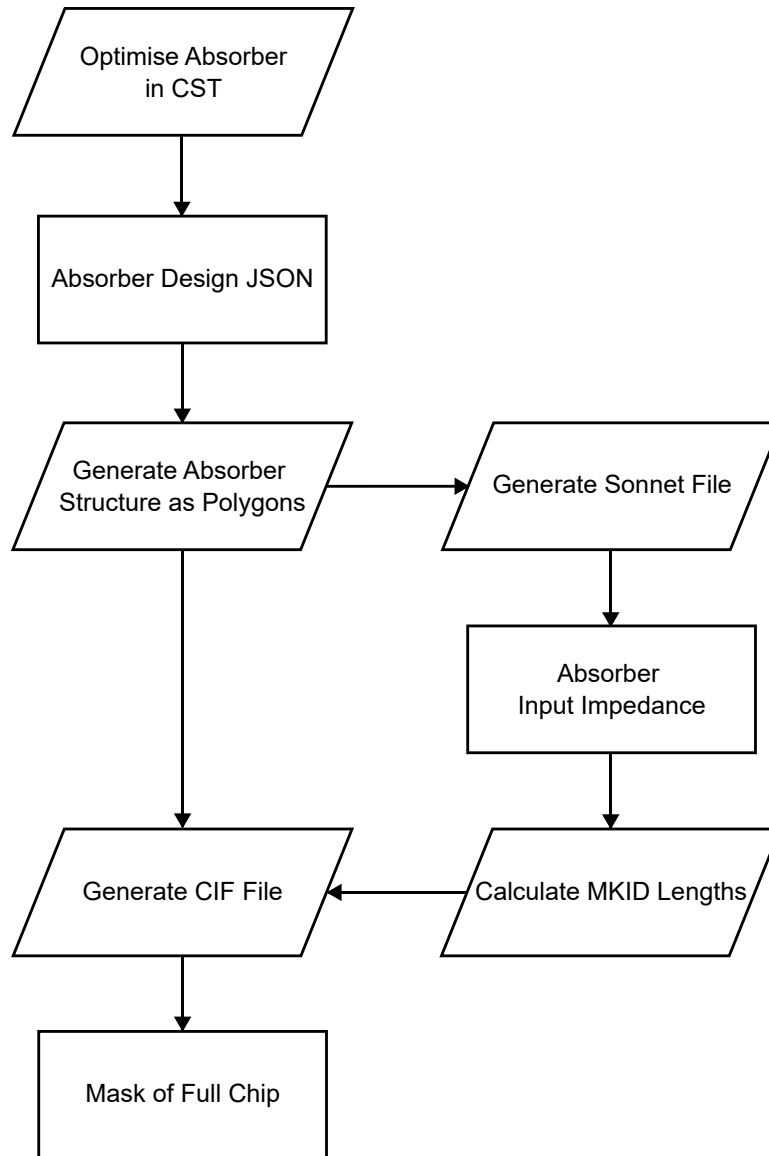 Optimise Absorber
in CST
Absorber Design JSON
Generate Absorber
Structure as Polygons
Generate Sonnet File
Absorber
Input Impedance
Generate CIF File
Calculate MKID Lengths
Mask of Full Chip